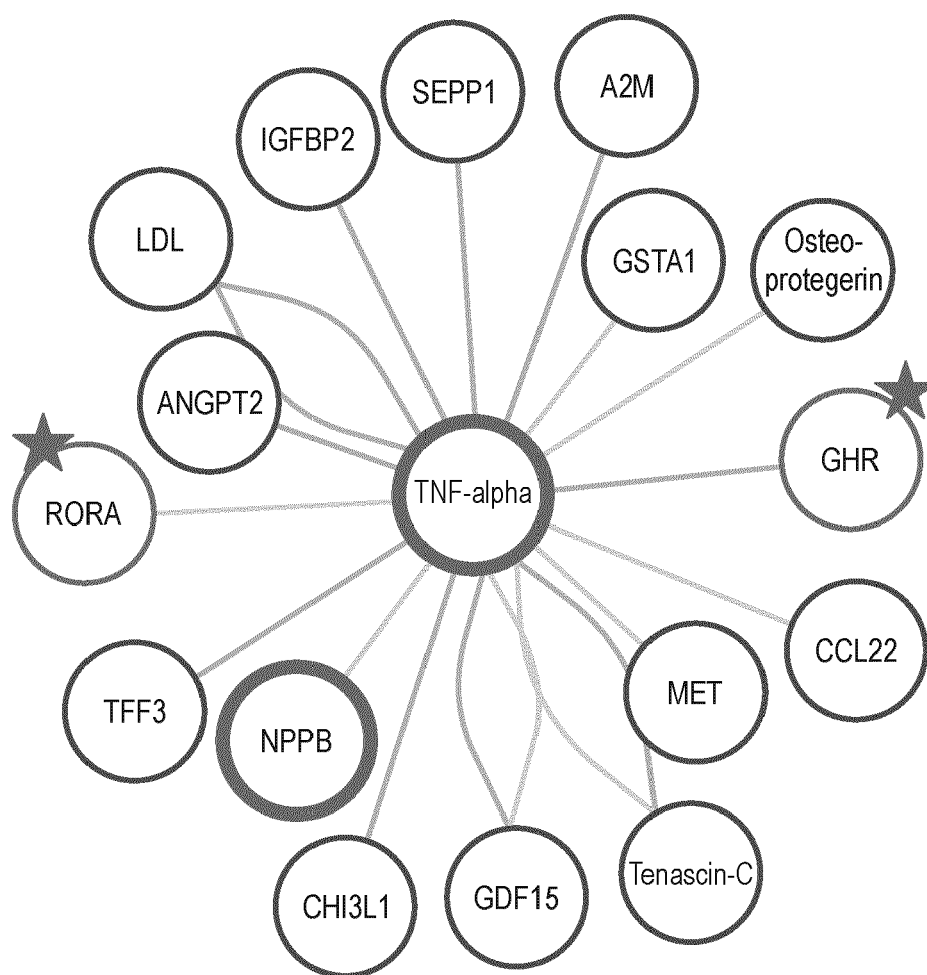 SEPP1
A2M
IGFBP2
LDL
GSTA1
Osteo-
protegerin
ANGPT2
GHR
TNF-alpha
RORA
CCL22
MET
TFF3
NPPB
Tenascin-C
GDF15
CHI3L1